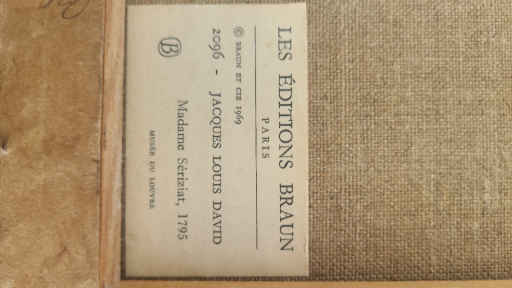 LES ÉDITIONS BRAUN
PARIS
© BRAUN ET CIE 1969
2096 - JACQUES LOUIS DAVID
Madame Sériziat, 1795
B
MUSÉE DU LOUVRE